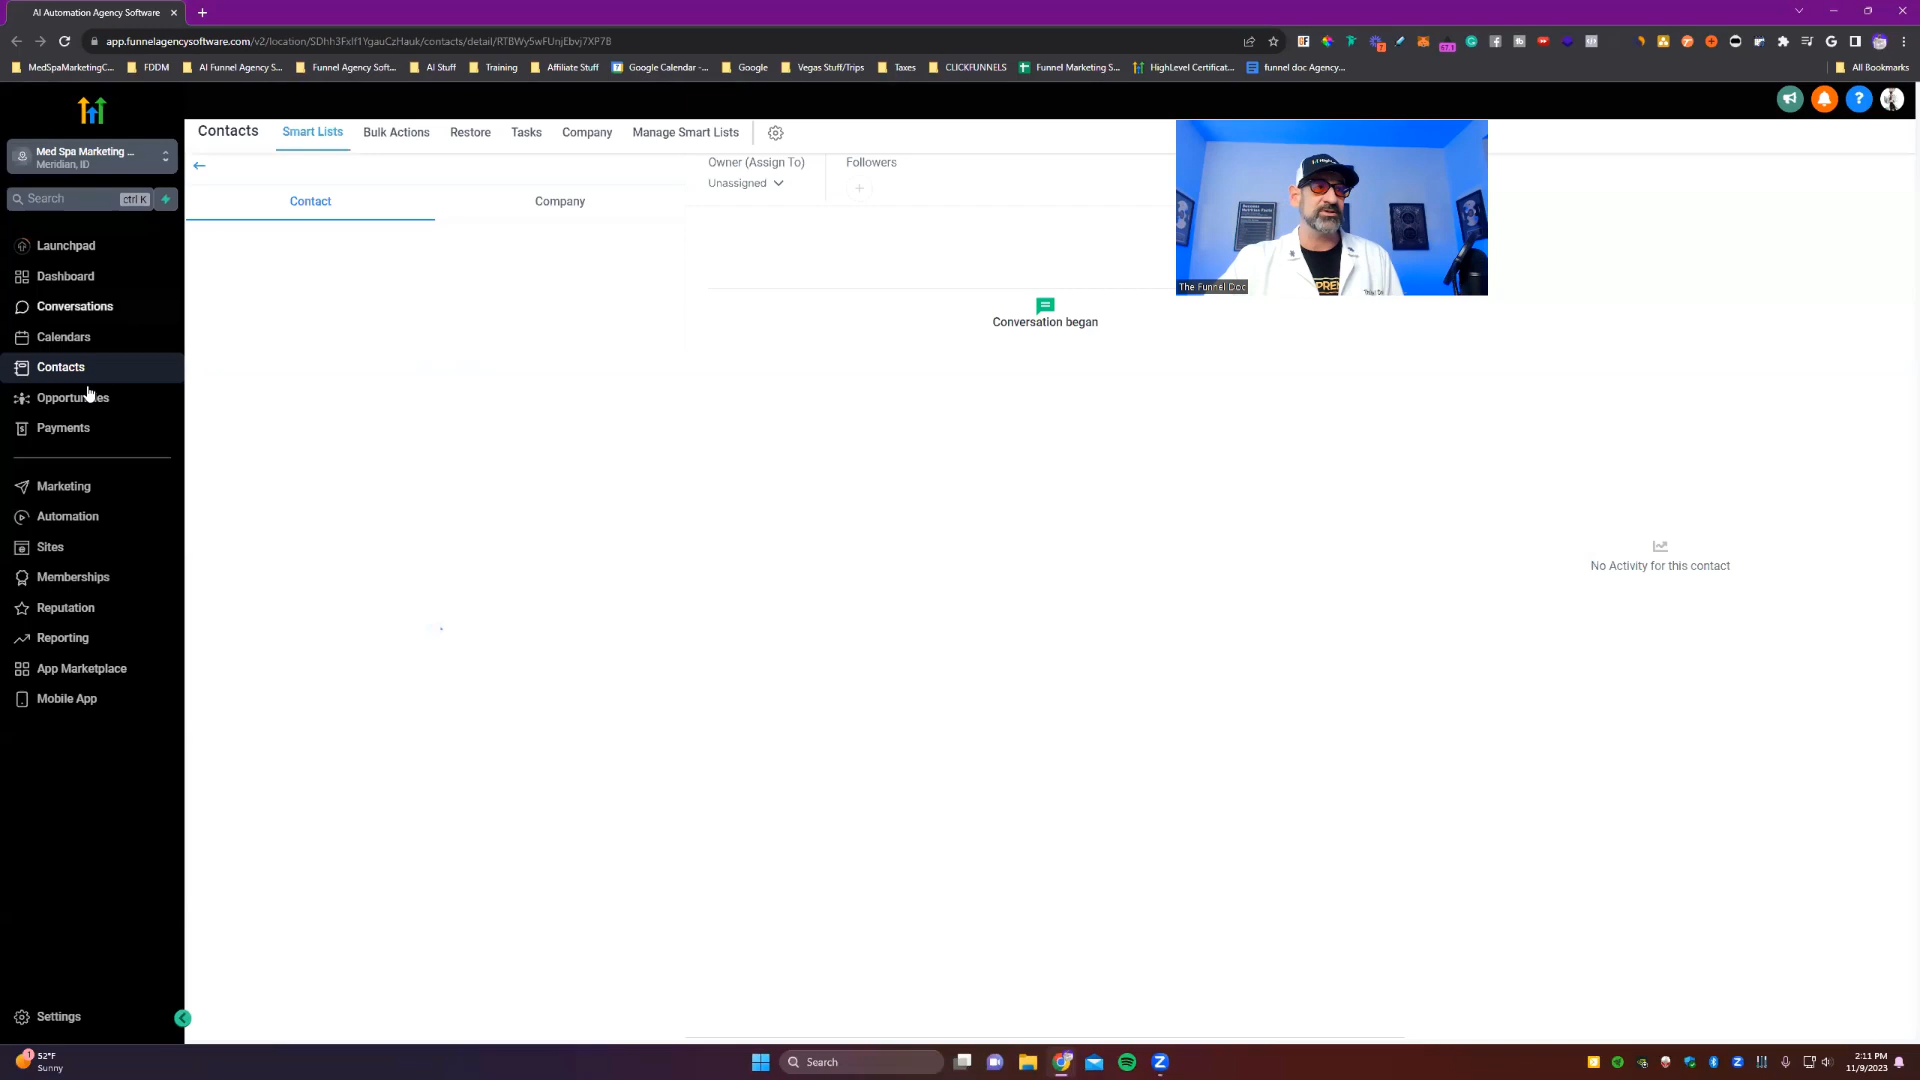 AI Automation Agency Software
app.funnelagencysoftware.com/v2/location/SDhh3Fxlf1YgauCzHauk/contacts/detail/RTBWy5wFUnjEbvj7XP7B
MedSpaMarketingC... FDDM AI Funnel Agency S... Funnel Agency Soft... AI Stuff Training Affiliate Stuff Google Calendar -... Google Vegas Stuff/Trips Taxes CLICKFUNNELS Funnel Marketing S... HighLevel Certificat... funnel doc Agency... All Bookmarks
Med Spa Marketing ...
Meridian, ID
Search ctrl K
Launchpad
Dashboard
Conversations
Calendars
Contacts
Opportunities
Payments
Marketing
Automation
Sites
Memberships
Reputation
Reporting
App Marketplace
Mobile App
Settings
Contacts Smart Lists Bulk Actions Restore Tasks Company Manage Smart Lists
Contact Company
Owner (Assign To) Followers
Unassigned
Conversation began
The Funnel Doc
No Activity for this contact
52°F
Sunny
Search
2:11 PM
11/9/2023